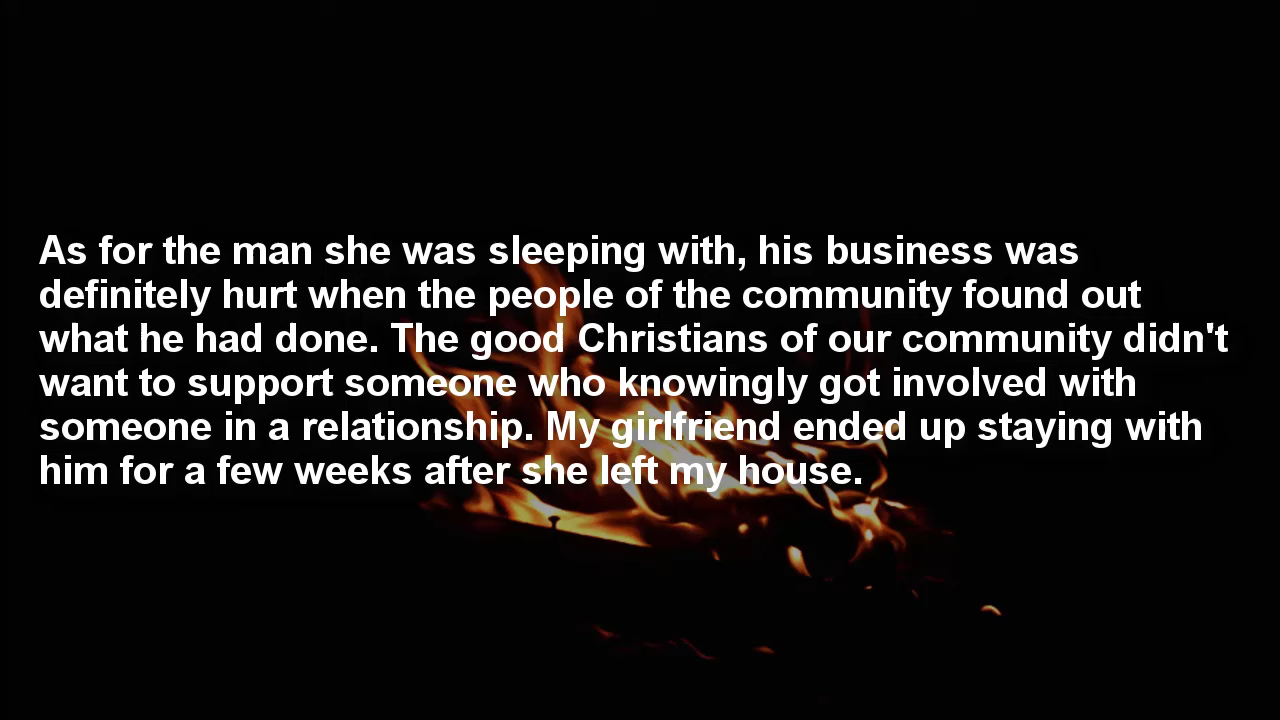 As for the man she was sleeping with, his business was
definitely hurt when the people of the community found out
what he had done. The good Christians of our community didn't
want to support someone who knowingly got involved with
someone in a relationship. My girlfriend ended up staying with
him for a few weeks after she left my house.